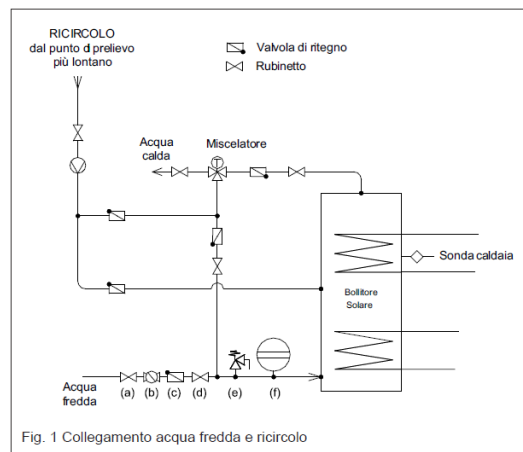 RICIRCOLO
dal punto di prelievo
più lontano
Valvola di ritegno
Rubinetto
Acqua
calda
Miscelatore
T
Sonda caldaia
Bollitore
Solare
Acqua
fredda
(a) (b) (c) (d) (e) (f)
Fig. 1 Collegamento acqua fredda e ricircolo